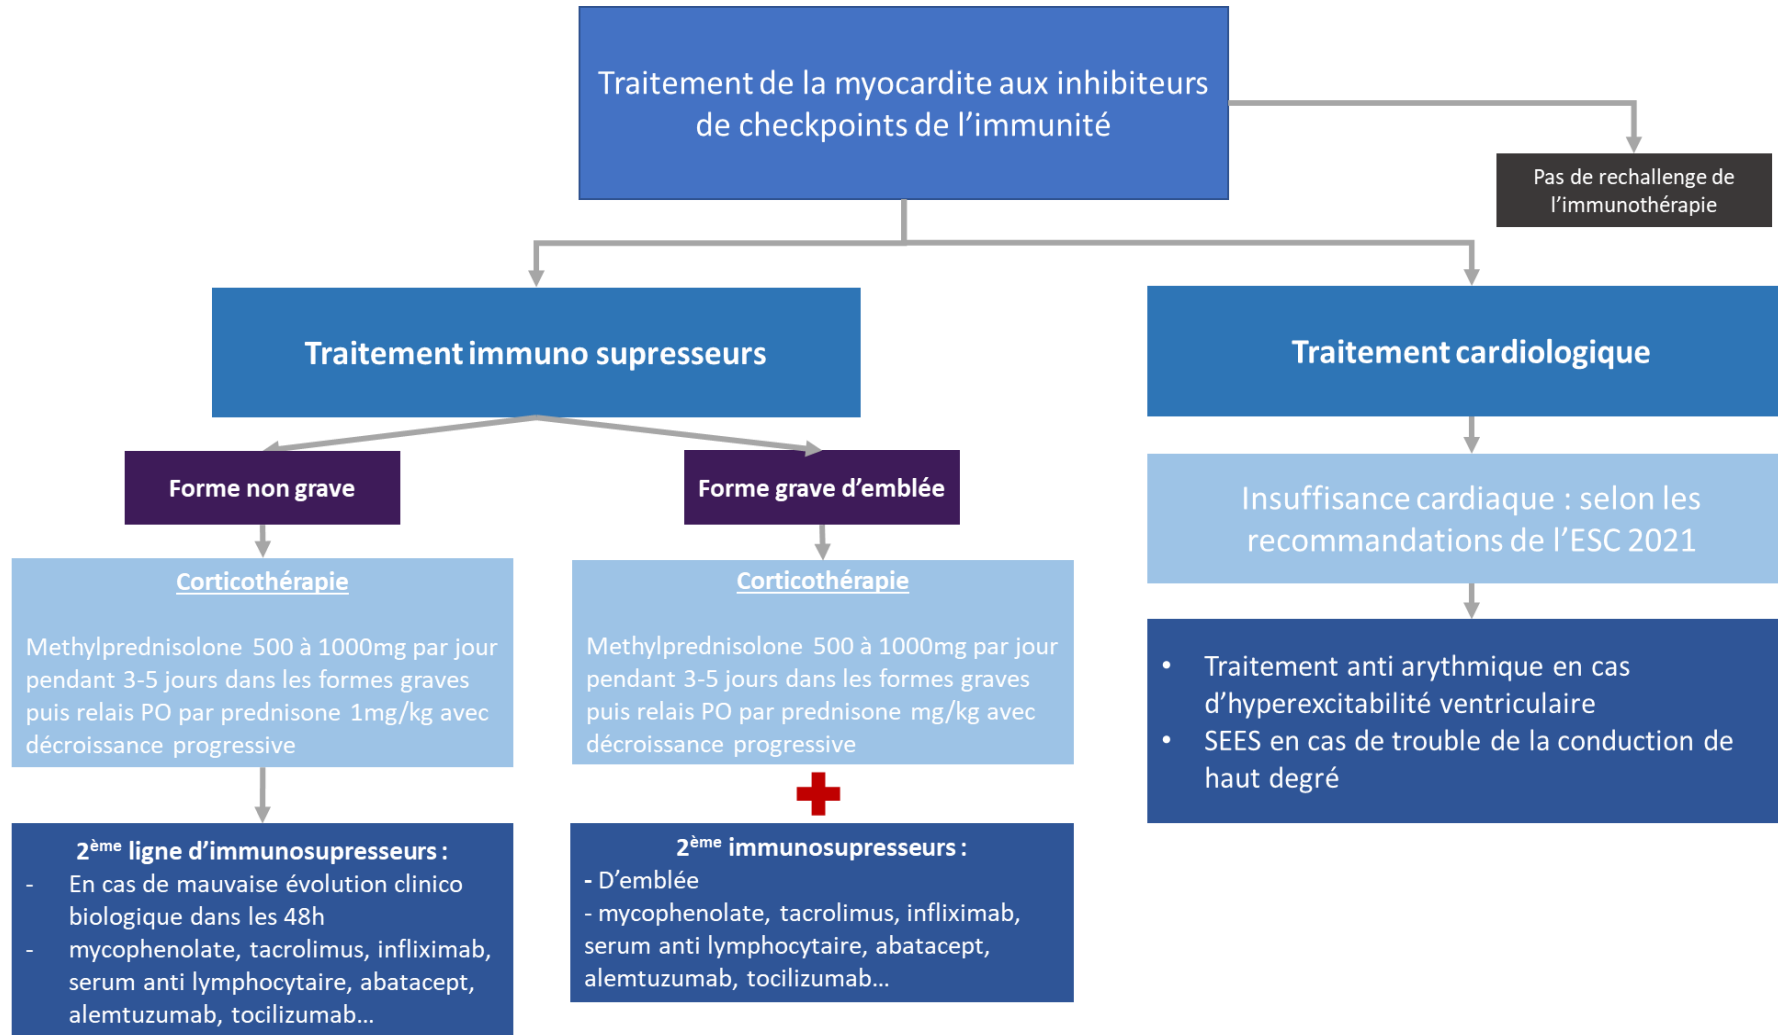 Traitement de la myocardite aux inhibiteurs
de checkpoints de l’immunité
Pas de rechallenge de
l’immunothérapie
Traitement immuno supresseurs
Traitement cardiologique
Forme non grave
Forme grave d’emblée
Insuffisance cardiaque : selon les
recommandations de l’ESC 2021
Corticothérapie
Methylprednisolone 500 à 1000mg par jour
pendant 3-5 jours dans les formes graves
puis relais PO par prednisone 1mg/kg avec
décroissance progressive
Corticothérapie
Methylprednisolone 500 à 1000mg par jour
pendant 3-5 jours dans les formes graves
puis relais PO par prednisone mg/kg avec
décroissance progressive
• Traitement anti arythmique en cas
d’hyperexcitabilité ventriculaire
• SEES en cas de trouble de la conduction de
haut degré
2ème ligne d’immunosupresseurs :
- En cas de mauvaise évolution clinico
biologique dans les 48h
- mycophenolate, tacrolimus, infliximab,
serum anti lymphocytaire, abatacept,
alemtuzumab, tocilizumab…
2ème immunosupresseurs :
- D’emblée
- mycophenolate, tacrolimus, infliximab,
serum anti lymphocytaire, abatacept,
alemtuzumab, tocilizumab…